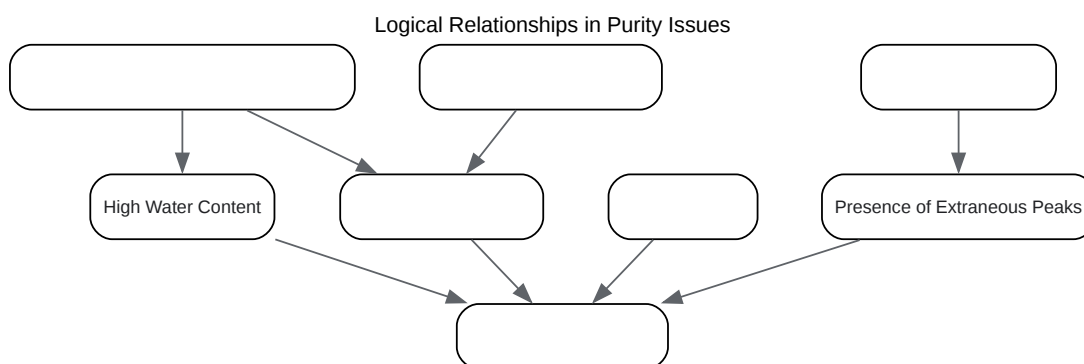 Logical Relationships in Purity Issues
High Water Content
Presence of Extraneous Peaks